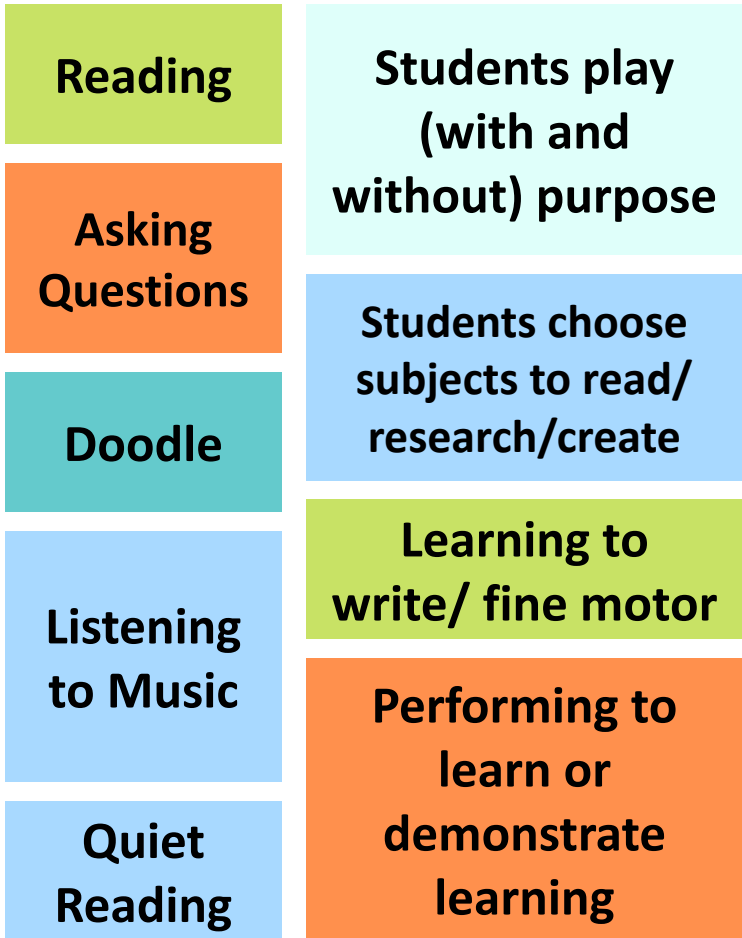 Reading
Asking
Questions
Doodle
Listening
to Music
Quiet
Reading
Students play
(with and
without) purpose
Students choose
subjects to read/
research/create
Learning to
write/ fine motor
Performing to
learn or
demonstrate
learning